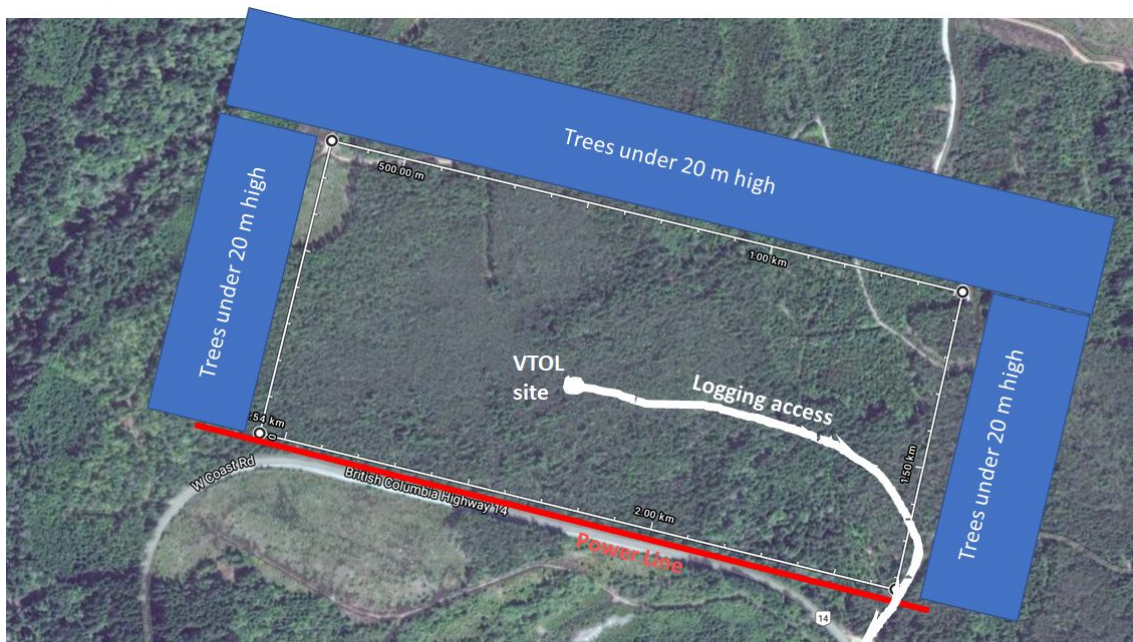 Trees under 20 m high
500.00 m
Trees under 20 m high
1.00 km
VTOL
site
Logging access
Trees under 20 m high
1.50 km
.54 km
0
W Coast Rd
British Columbia Highway 14
2.00 km
Power Line
14